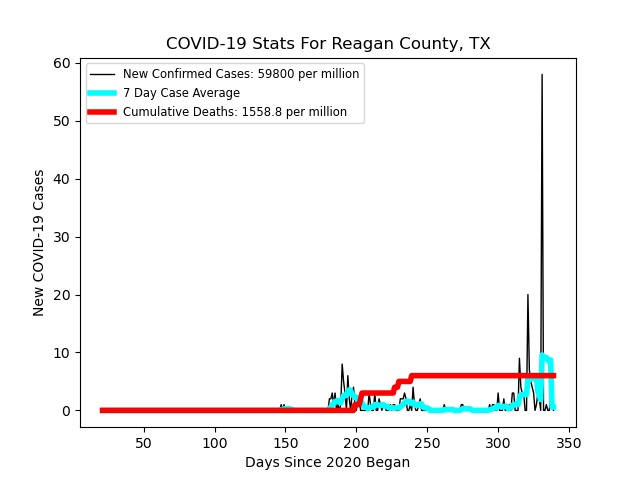 COVID-19 Stats For Reagan County, TX
New Confirmed Cases: 59800 per million
7 Day Case Average
Cumulative Deaths: 1558.8 per million
New COVID-19 Cases
60
50
40
30
20
10
0
50
100
150
200
250
300
350
Days Since 2020 Began